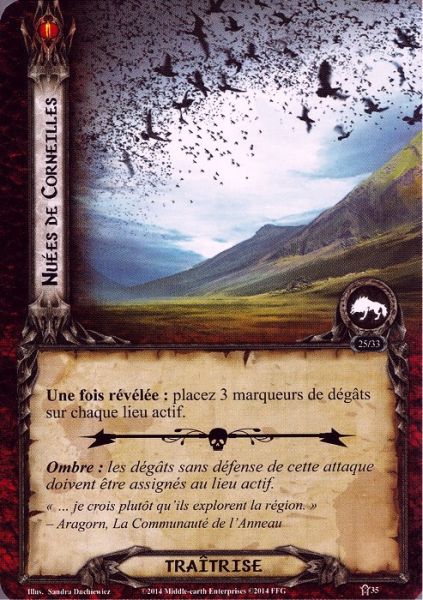 NUÉES DE CORNEILLES
25/33
Une fois révélée : placez 3 marqueurs de dégâts
sur chaque lieu actif.
Ombre : les dégâts sans défense de cette attaque
doivent être assignés au lieu actif.
« … je crois plutôt qu'ils explorent la région. »
– Aragorn, La Communauté de l'Anneau
TRAÎTRISE
Illus. Sandra Duchiewicz ©2014 Middle-earth Enterprises ©2014 FFG 35